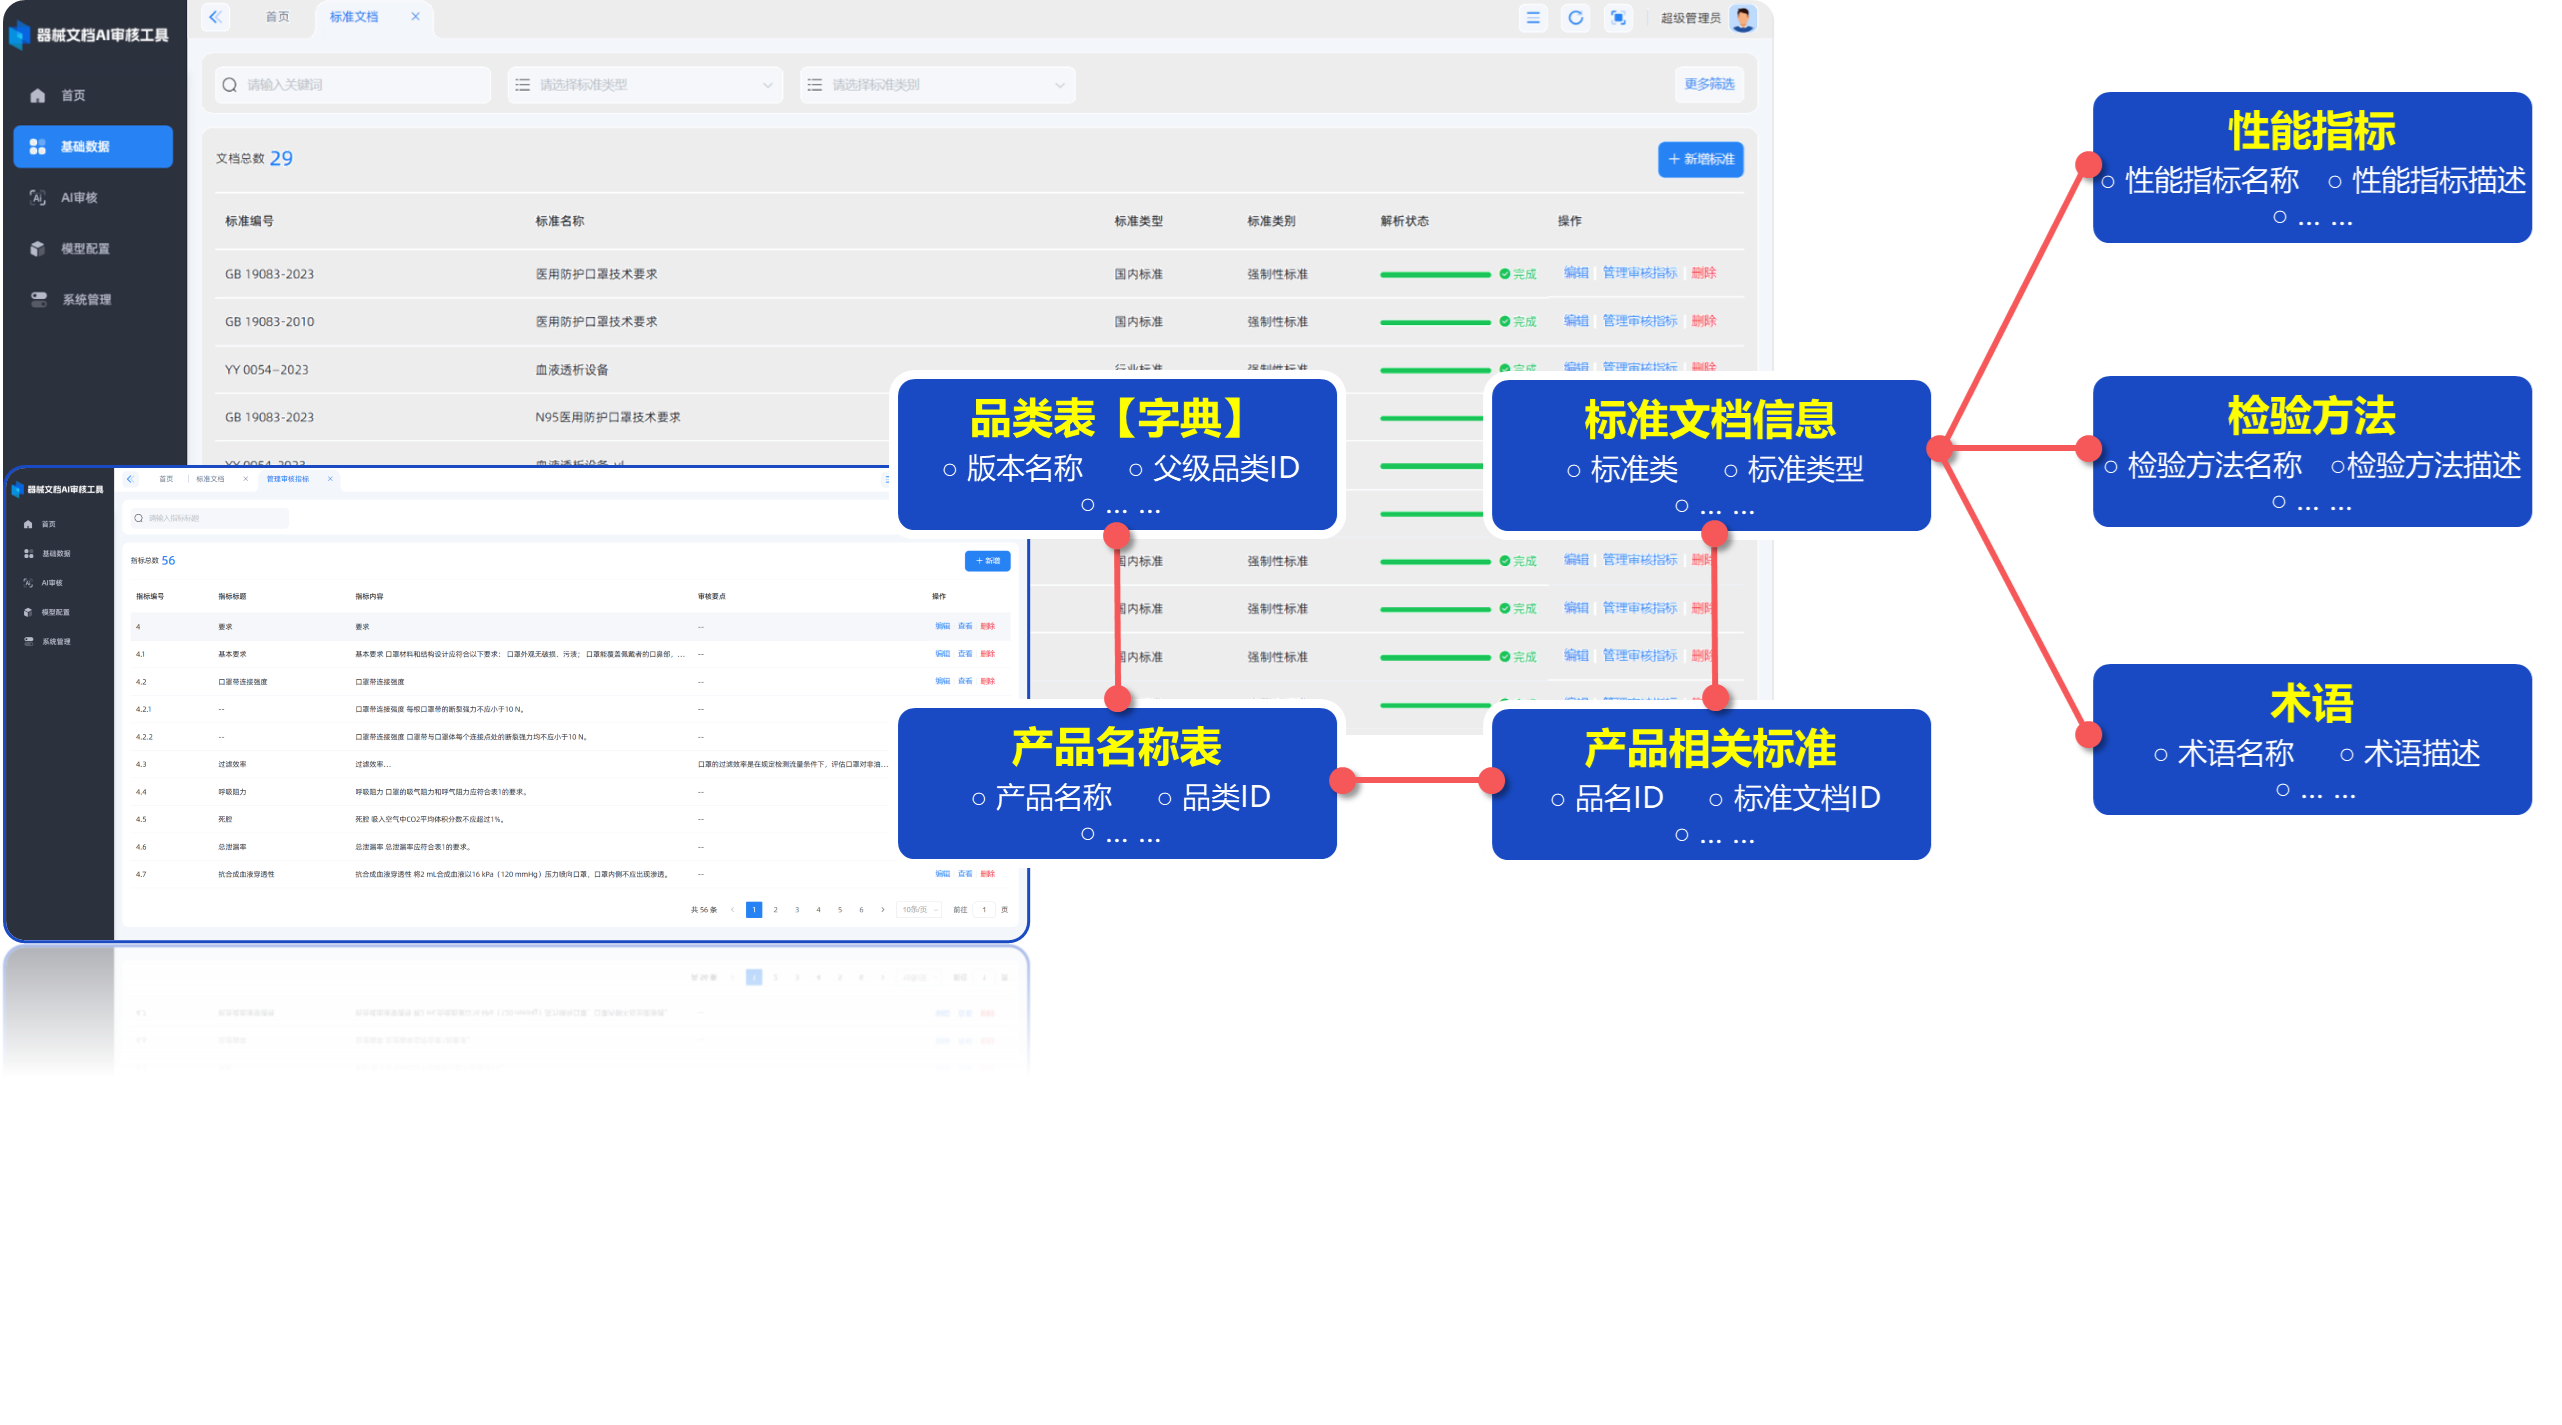 器械文档AI审核工具
首页
标准文档
超级管理员
首页
基础数据
AI审核
模型配置
系统管理
请输入关键词
请选择标准类型
请选择标准类别
更多筛选
文档总数 29
+ 新增标准
标准编号 标准名称 标准类型 标准类别 解析状态 操作
GB 19083-2023 医用防护口罩技术要求 国内标准 强制性标准 完成 编辑 管理审核指标 删除
GB 19083-2010 医用防护口罩技术要求 国内标准 强制性标准 完成 编辑 管理审核指标 删除
YY 0054-2023 血液透析设备 行业标准 强制性标准 完成 编辑 管理审核指标 删除
GB 19083-2023 N95医用防护口罩技术要求
国内标准 强制性标准 完成 编辑 管理审核指标 删除
国内标准 强制性标准 完成 编辑 管理审核指标 删除
国内标准 强制性标准 完成 编辑 管理审核指标 删除
器械文档AI审核工具
首页
标准文档
管理审核指标
首页
基础数据
AI审核
模型配置
系统管理
请输入指标标题
指标总数 56
+ 新增
指标编号 指标标题 指标内容 审核要点 操作
4 要求 要求 -- 编辑 查看 删除
4.1 基本要求 基本要求 口罩材料和结构设计应符合以下要求： 口罩外观无破损、污渍； 口罩能覆盖佩戴者的口鼻部，... -- 编辑 查看 删除
4.2 口罩带连接强度 口罩带连接强度 -- 编辑 查看 删除
4.2.1 -- 口罩带连接强度 每根口罩带的断裂强力不应小于10 N。 --
4.2.2 -- 口罩带连接强度 口罩带与口罩体每个连接点处的断裂强力均不应小于10 N。 --
4.3 过滤效率 过滤效率... 口罩的过滤效率是在规定检测流量条件下，评估口罩对非油...
4.4 呼吸阻力 呼吸阻力 口罩的吸气阻力和呼气阻力应符合表1的要求。 --
4.5 死腔 死腔 吸入空气中CO2平均体积分数不应超过1%。 --
4.6 总泄漏率 总泄漏率 总泄漏率应符合表1的要求。 --
4.7 抗合成血液穿透性 抗合成血液穿透性 将2 mL合成血液以16 kPa（120 mmHg）压力喷向口罩，口罩内侧不应出现渗透。 -- 编辑 查看 删除
共 56 条 1 2 3 4 5 6 10条/页 前往 1 页
品类表【字典】
版本名称 父级品类ID
... ...
标准文档信息
标准类 标准类型
... ...
产品名称表
产品名称 品类ID
... ...
产品相关标准
品名ID 标准文档ID
... ...
性能指标
性能指标名称 性能指标描述
... ...
检验方法
检验方法名称 检验方法描述
... ...
术语
术语名称 术语描述
... ...